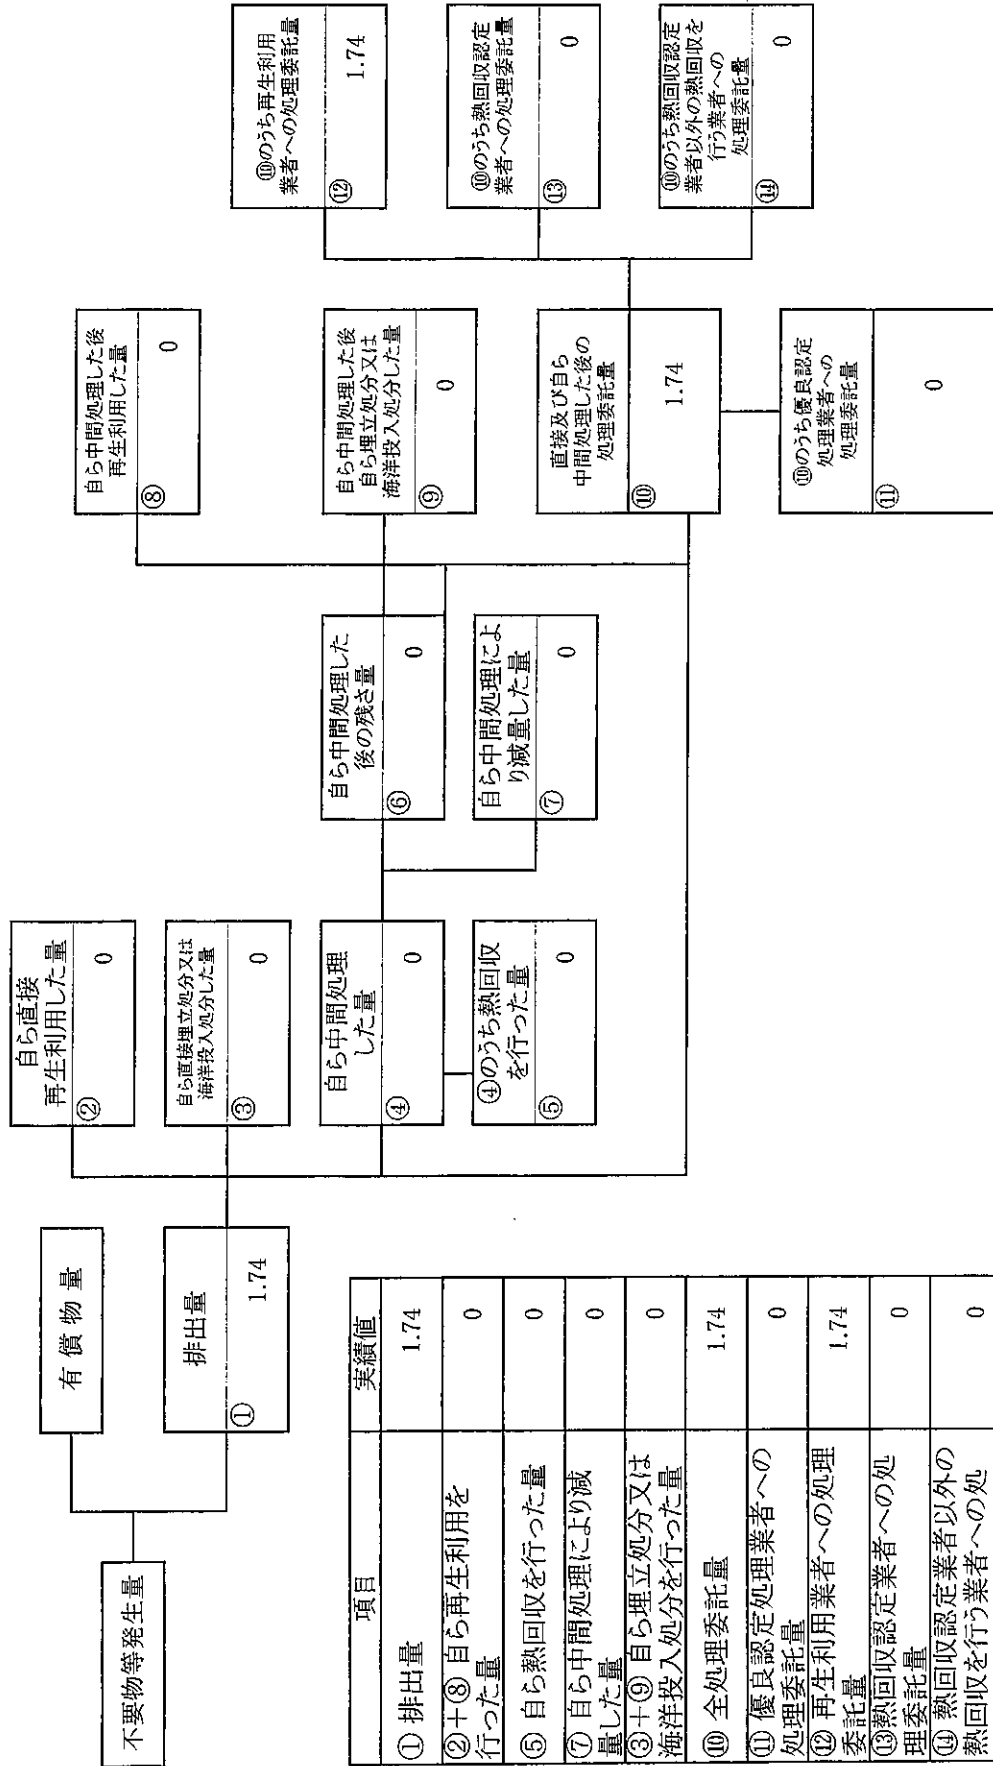 不要物等発生量
有償物量
排出量
①
1.74
自ら直接
再生利用した量
②
0
自ら直接埋立処分又は
海洋投入処分した量
③
0
自ら中間処理
した量
④
0
④のうち熱回収
を行った量
⑤
0
自ら中間処理した
後の残さ量
⑥
0
自ら中間処理によ
り減量した量
⑦
0
自ら中間処理した後
再生利用した量
⑧
0
自ら中間処理した後
自ら埋立処分又は
海洋投入処分した量
⑨
0
直接及び自ら
中間処理した後の
処理委託量
⑩
1.74
⑩のうち優良認定
処理業者への
処理委託量
⑪
0
⑩のうち再生利用
業者への処理委託量
⑫
1.74
⑩のうち熱回収認定
業者への処理委託量
⑬
0
⑩のうち熱回収認定
業者以外の熱回収を
行う業者への
処理委託量
⑭
0
項目 実績値
①排出量 1.74
②+⑧ 自ら再生利用を
行った量 0
⑤ 自ら熱回収を行った量 0
⑦ 自ら中間処理により減
量した量 0
③+⑨ 自ら埋立処分又は
海洋投入処分を行った量 0
⑩ 全処理委託量 1.74
⑪ 優良認定処理業者への
処理委託量 0
⑫ 再生利用業者への処理
委託量 1.74
⑬熱回収認定業者への処
理委託量 0
⑭ 熱回収認定業者以外の
熱回収を行う業者への処 0